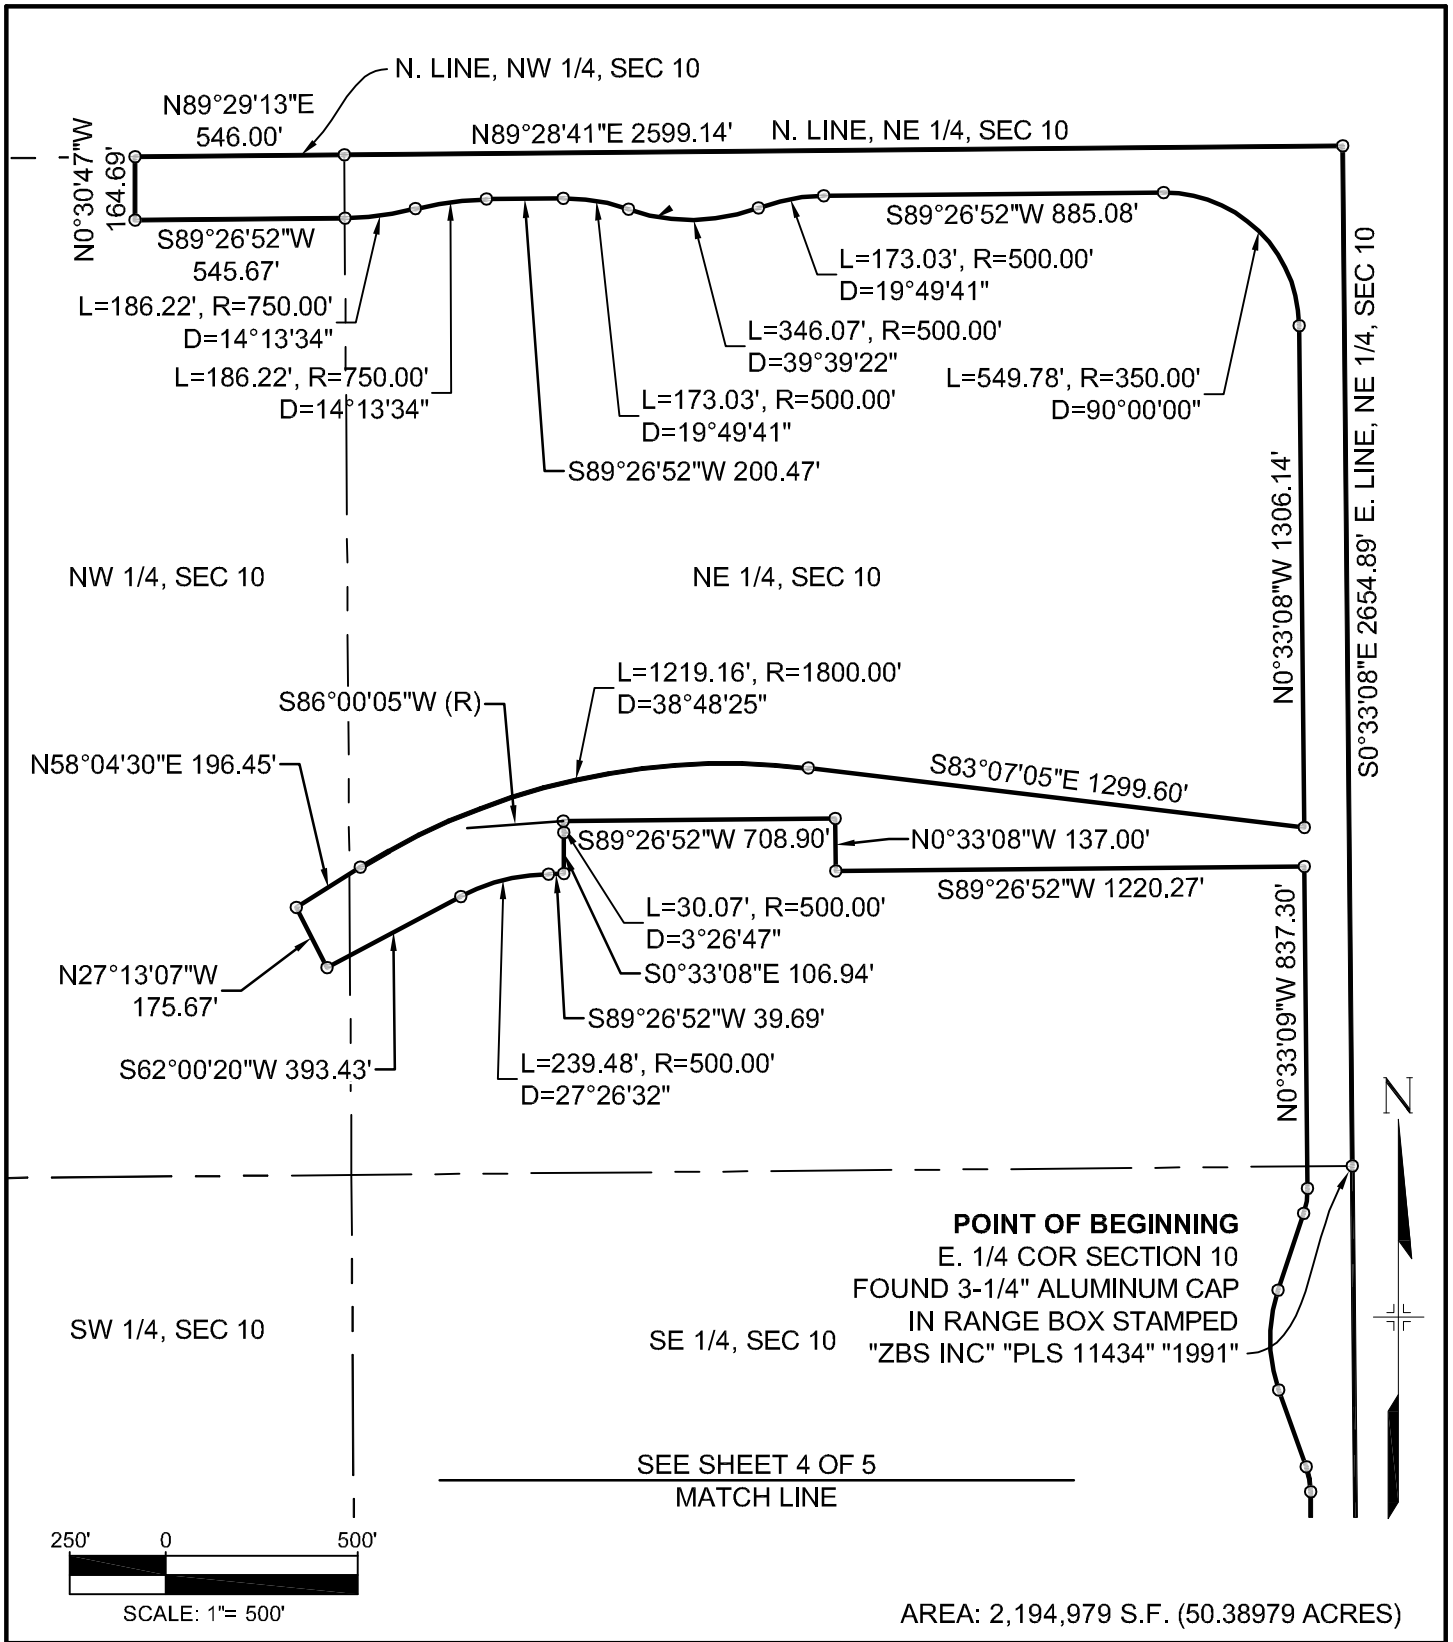 N. LINE, NW 1/4, SEC 10
N89°29'13"E
546.00'
N89°28'41"E 2599.14'
N. LINE, NE 1/4, SEC 10
N0°30'47"W
164.69'
S89°26'52"W
545.67'
S89°26'52"W 885.08'
L=173.03', R=500.00'
D=19°49'41"
L=186.22', R=750.00'
D=14°13'34"
L=346.07', R=500.00'
D=39°39'22"
L=186.22', R=750.00'
D=14°13'34"
L=549.78', R=350.00'
D=90°00'00"
L=173.03', R=500.00'
D=19°49'41"
S89°26'52"W 200.47'
S0°33'08"E 2654.89' E. LINE, NE 1/4, SEC 10
N0°33'08"W 1306.14'
NW 1/4, SEC 10
NE 1/4, SEC 10
L=1219.16', R=1800.00'
D=38°48'25"
S86°00'05"W (R)
N58°04'30"E 196.45'
S83°07'05"E 1299.60'
S89°26'52"W 708.90'
N0°33'08"W 137.00'
S89°26'52"W 1220.27'
L=30.07', R=500.00'
D=3°26'47"
N27°13'07"W
175.67'
S0°33'08"E 106.94'
S89°26'52"W 39.69'
S62°00'20"W 393.43'
L=239.48', R=500.00'
D=27°26'32"
N0°33'09"W 837.30'
N
POINT OF BEGINNING
E. 1/4 COR SECTION 10
FOUND 3-1/4" ALUMINUM CAP
IN RANGE BOX STAMPED
"ZBS INC" "PLS 11434" "1991"
SW 1/4, SEC 10
SE 1/4, SEC 10
SEE SHEET 4 OF 5
MATCH LINE
250' 0 500'
SCALE: 1"= 500'
AREA: 2,194,979 S.F. (50.38979 ACRES)